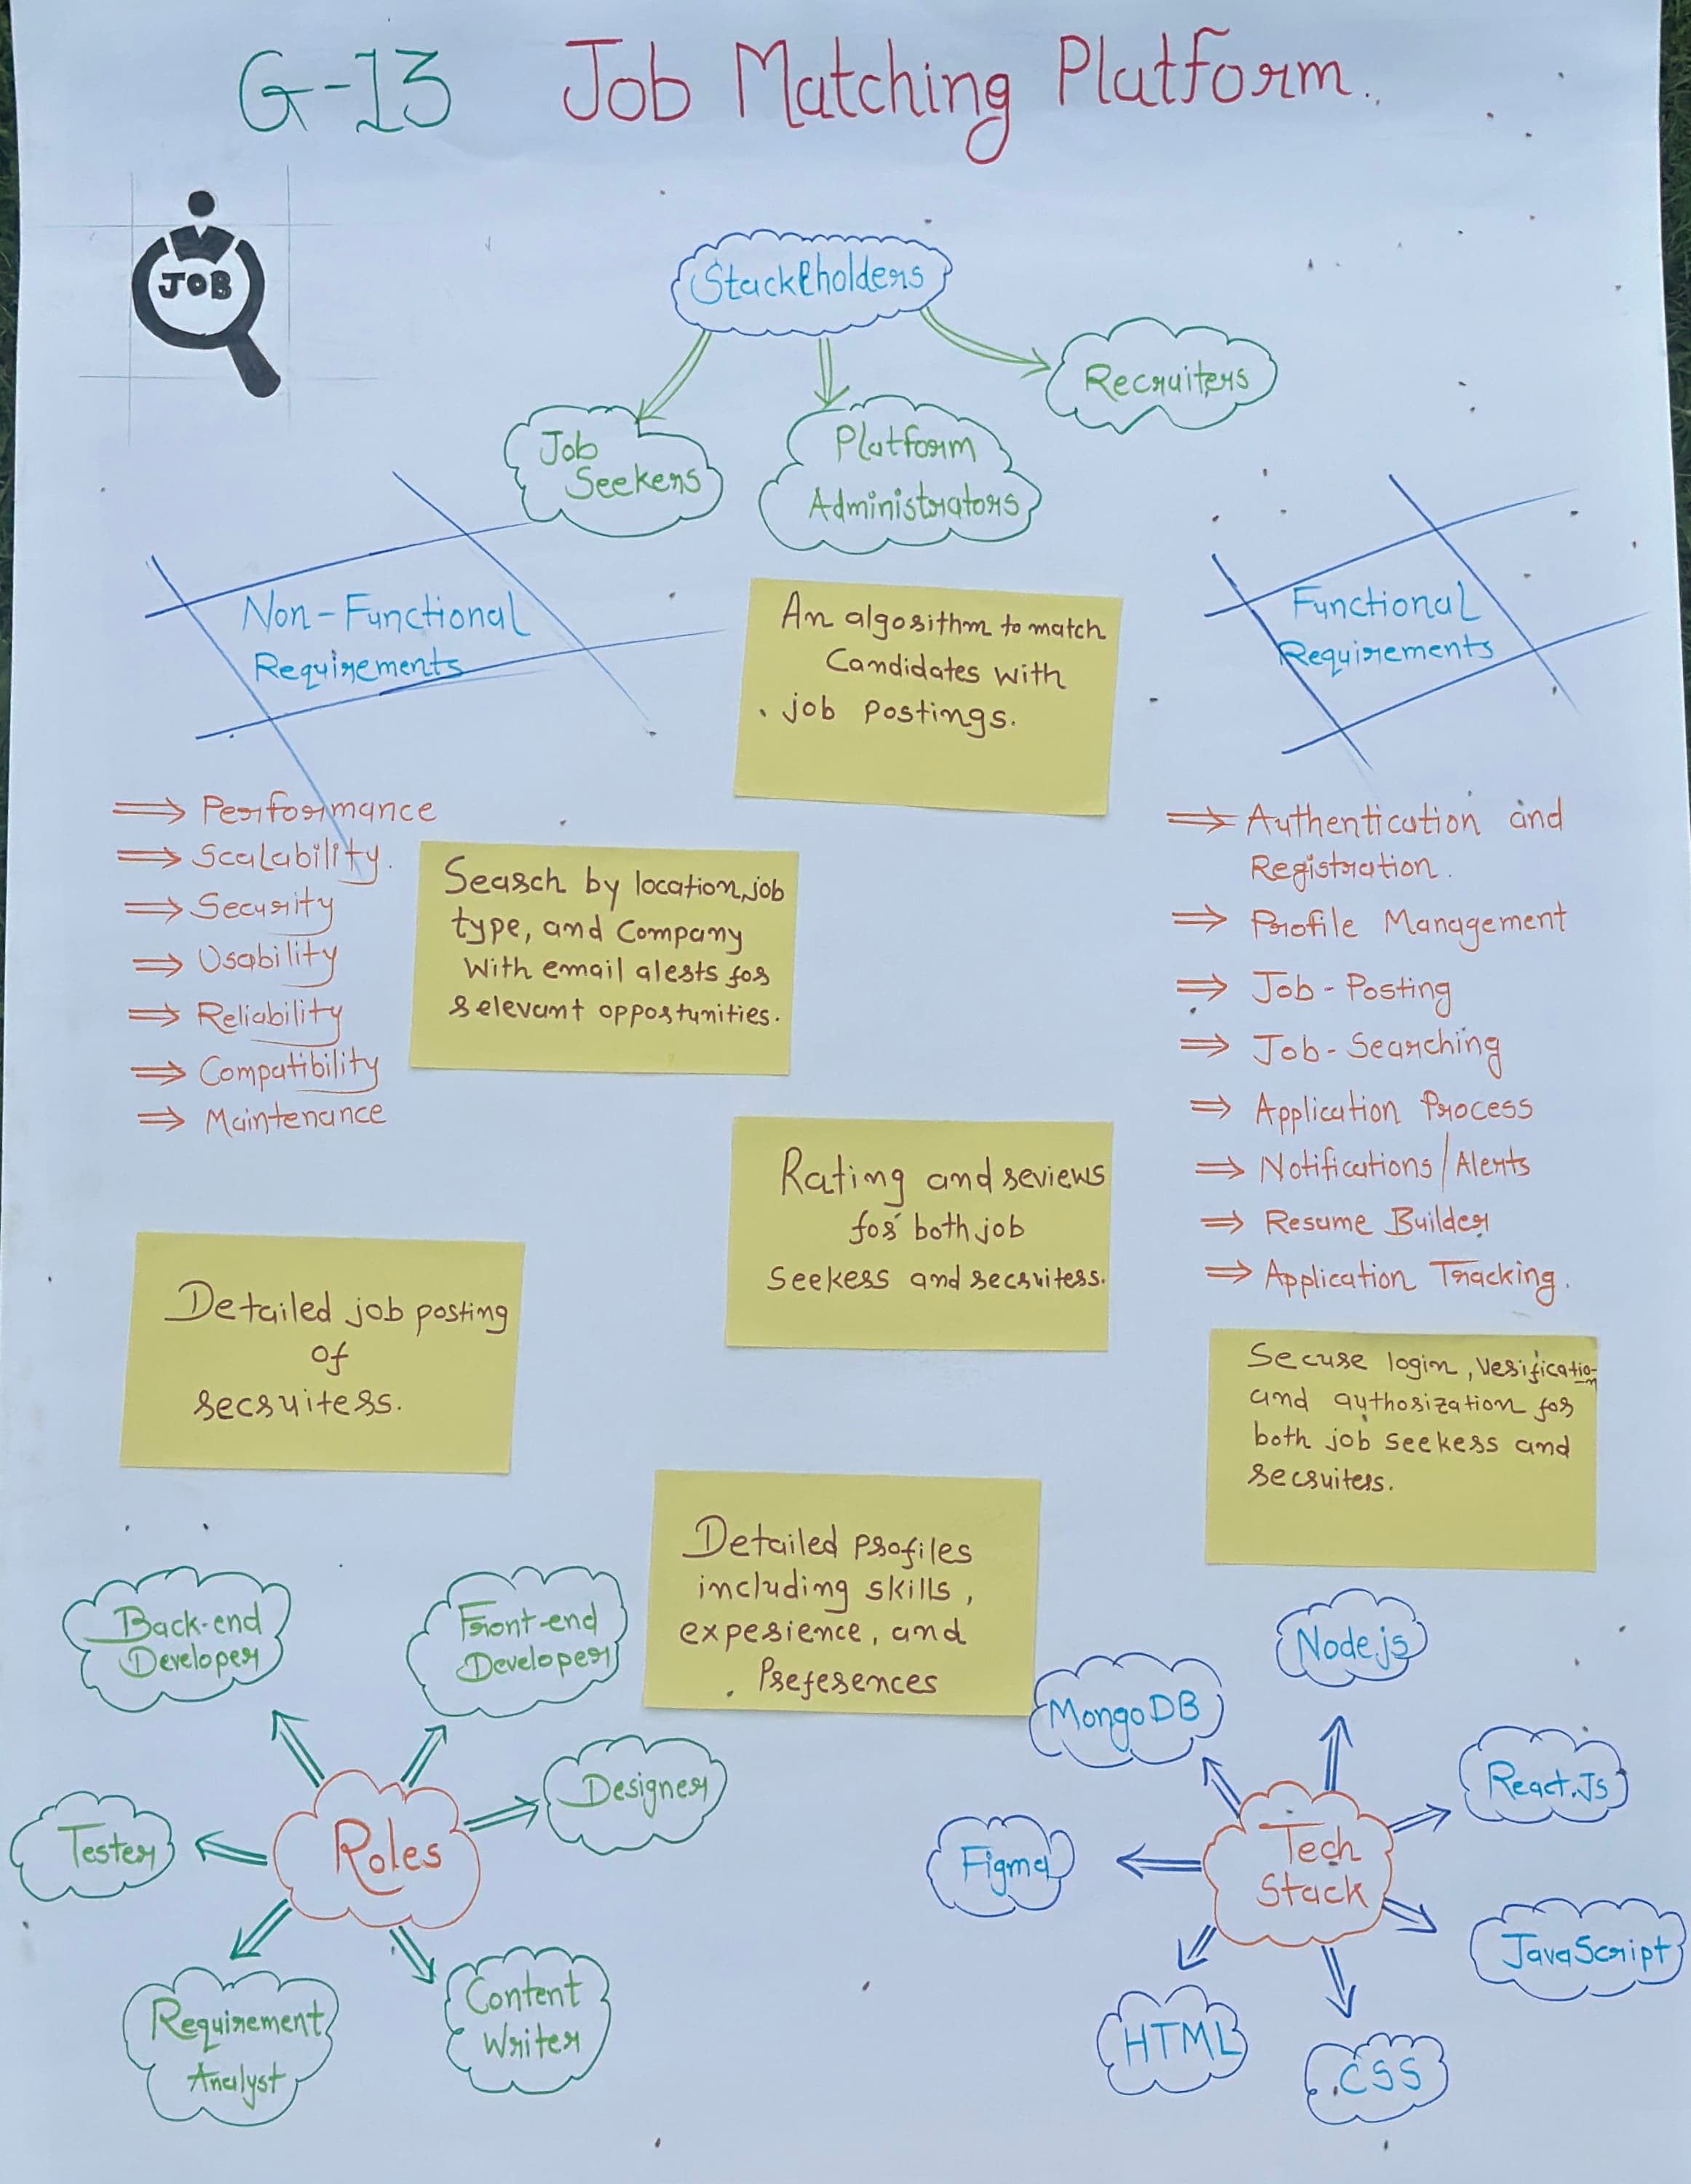 G-13 Job Matching Platform.
JOB
Stackeholders
Recruiters
Job
Seekers
Platform
Administrators
Non-Functional
Requirements
Performance
Scalability.
Security
Usability
Reliability
Compatibility
Maintenance
An algorithm to match
Candidates with
job postings.
Functional
Requirements
Authentication and
Registration.
Profile Management
Job-Posting
Job-Searching
Application Process
Notifications/Alerts
Resume Builder
Application Tracking.
Search by location, job
type, and Company
With email alerts for
relevant opportunities.
Rating and reviews
for both job
Seekers and recruiters.
Detailed job posting
of
recruiters.
Secure login, verification
and authorization for
both job seekers and
recruiters.
Detailed profiles
including skills,
experience, and
Preferences
Roles
Back-end
Developer
Front-end
Developer
Designer
Tester
Requirement
Analyst
Content
Writer
Tech
Stack
MongoDB
Node.js
React.Js
Figma
JavaScript
HTML
CSS